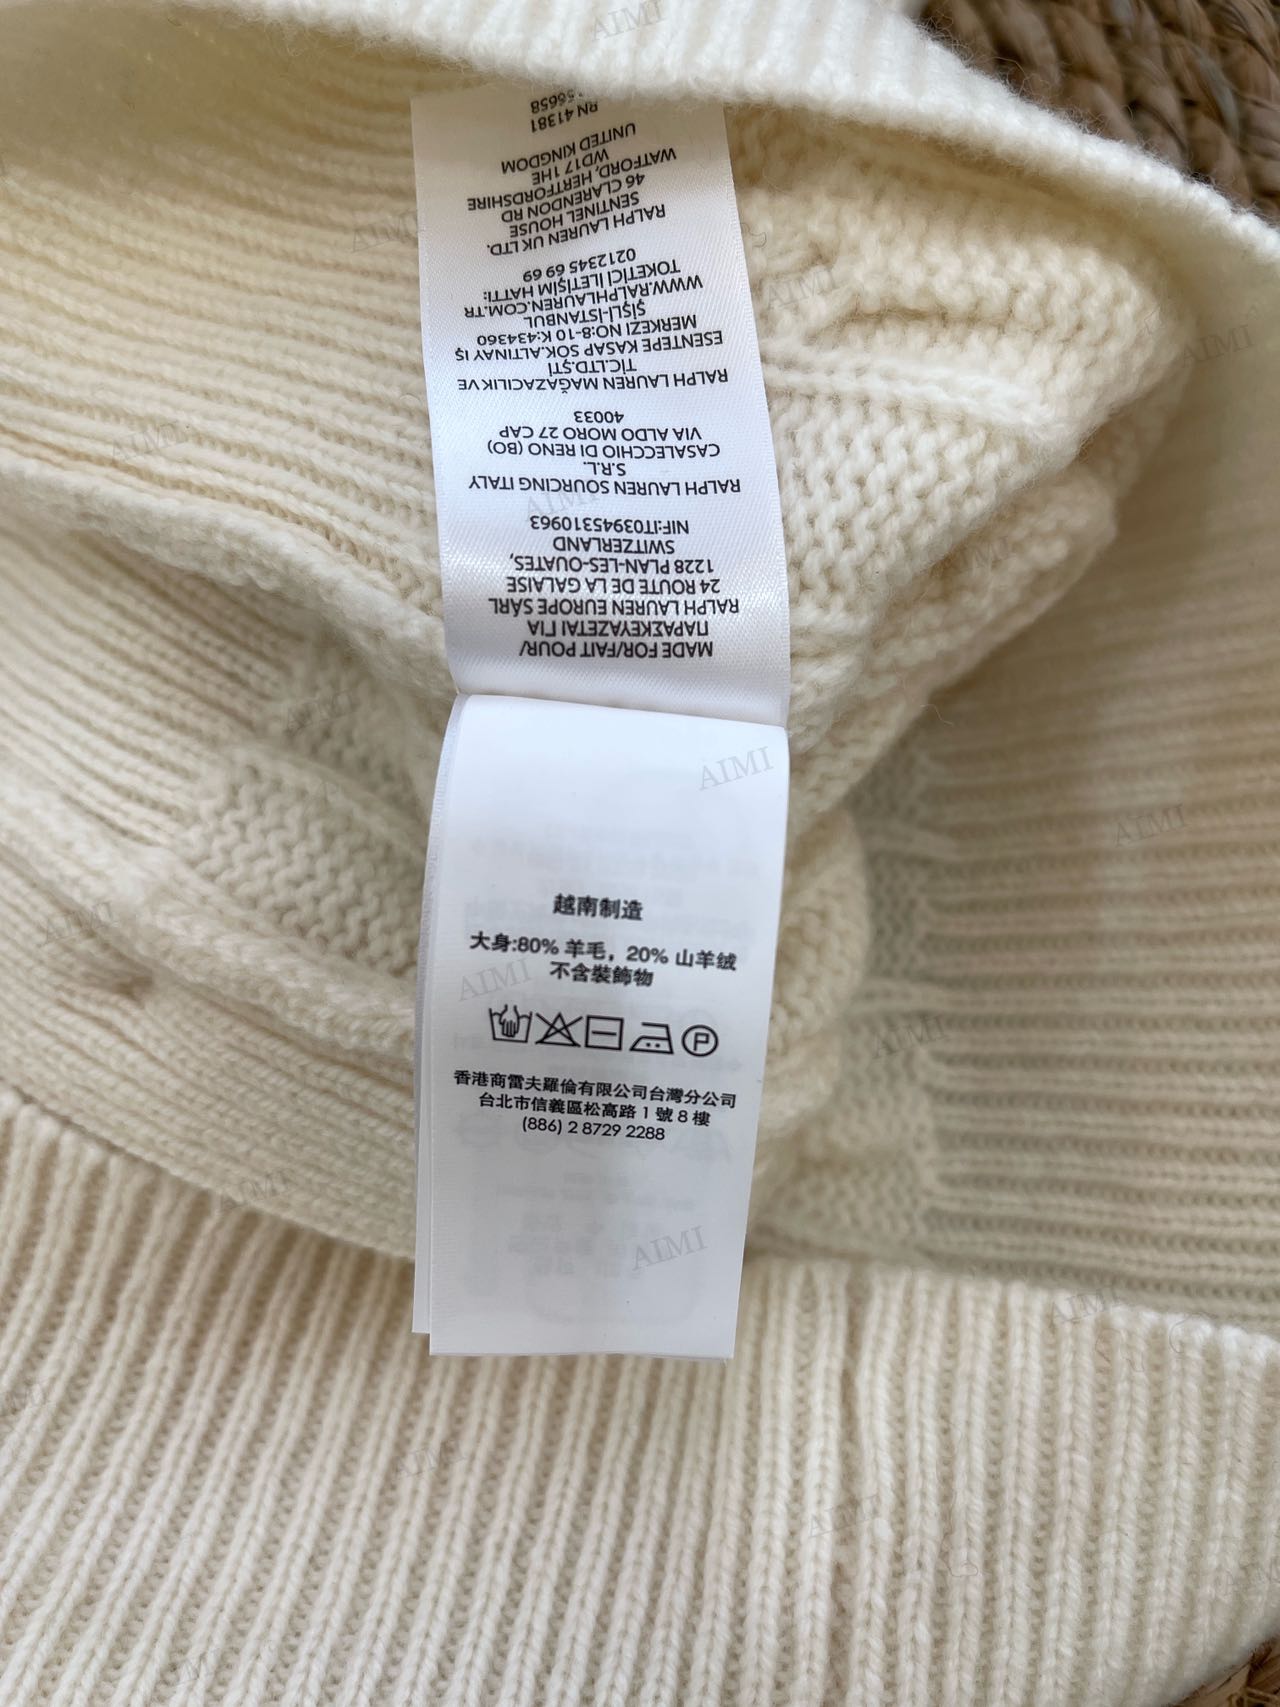 MADE FOR/FAIT POUR/
ΠΑΡΑΣΚΕΥΑΖΕΤΑΙ ΓΙΑ
RALPH LAUREN EUROPE SÀRL
24 ROUTE DE LA GALAISE
1228 PLAN-LES-OUATES,
SWITZERLAND
NIF:IT03945310963
RALPH LAUREN SOURCING ITALY
S.R.L.
CASALECCHIO DI RENO (BO)
VIA ALDO MORO 27 CAP
40033
RALPH LAUREN MAĞAZACILIK VE
TİC.LTD.ŞTİ
ESENTEPE KASAP SOK.ALTINAY İŞ
MERKEZI NO:8-10 K:434360
ŞİŞLİ-İSTANBUL
WWW.RALPHLAUREN.COM.TR
TOKETİCİ İLETİŞİM HATTI:
0212345 69 69
RALPH LAUREN UK LTD.
SENTINEL HOUSE
46 CLARENDON RD
WATFORD, HERTFORDSHIRE
WD17 1HE
UNITED KINGDOM
RN 41381
越南制造
大身:80% 羊毛，20% 山羊绒
不含裝飾物
P
香港商雷夫羅倫有限公司台灣分公司
台北市信義區松高路 1 號 8 樓
(886) 2 8729 2288
AIMI